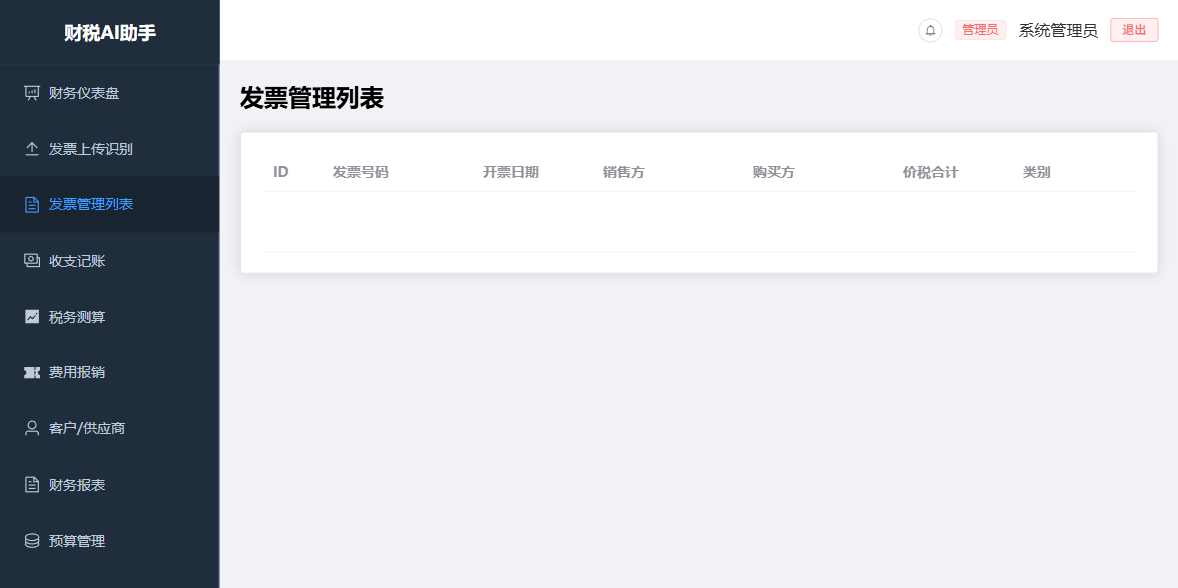 财税AI助手
管理员 系统管理员 退出
财务仪表盘
发票上传识别
发票管理列表
收支记账
税务测算
费用报销
客户/供应商
财务报表
预算管理
发票管理列表
ID 发票号码 开票日期 销售方 购买方 价税合计 类别